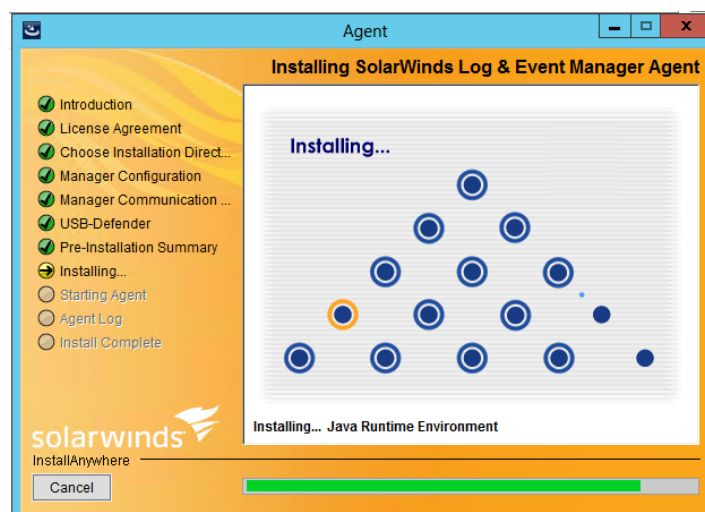 Agent
Installing SolarWinds Log & Event Manager Agent
Introduction
License Agreement
Choose Installation Direct...
Manager Configuration
Manager Communication ...
USB-Defender
Pre-Installation Summary
Installing...
Starting Agent
Agent Log
Install Complete
Installing...
Installing... Java Runtime Environment
solarwinds
InstallAnywhere
Cancel